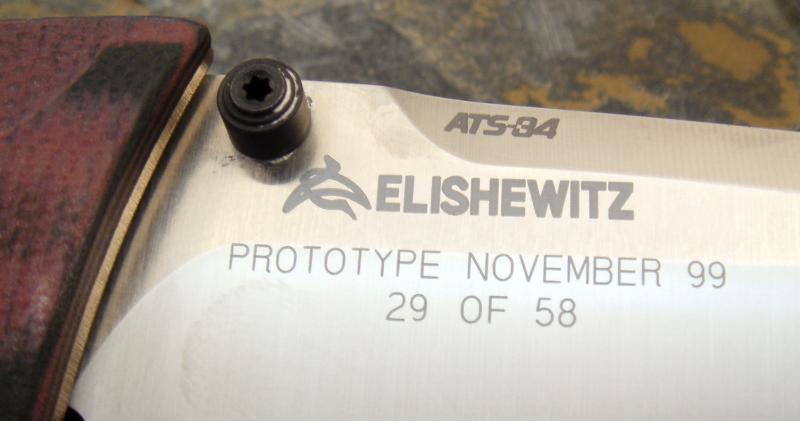 ATS-34
ELISHEWITZ
PROTOTYPE NOVEMBER 99
29 OF 58